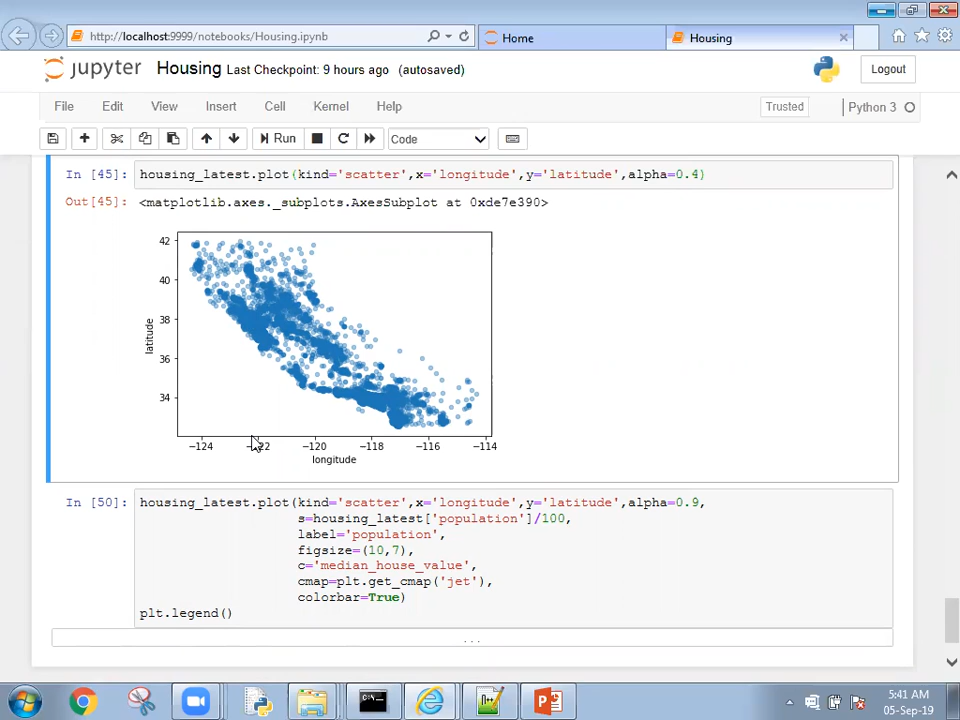 http://localhost:9999/notebooks/Housing.ipynb
Home
Housing
jupyter Housing Last Checkpoint: 9 hours ago (autosaved)
Logout
File Edit View Insert Cell Kernel Help
Trusted
Python 3
Run
Code
In [45]: housing_latest.plot(kind='scatter',x='longitude',y='latitude',alpha=0.4)
Out[45]: <matplotlib.axes._subplots.AxesSubplot at 0xde7e390>
42
40
38
36
34
latitude
−124 −122 −120 −118 −116 −114
longitude
In [50]: housing_latest.plot(kind='scatter',x='longitude',y='latitude',alpha=0.9,
s=housing_latest['population']/100,
label='population',
figsize=(10,7),
c='median_house_value',
cmap=plt.get_cmap('jet'),
colorbar=True)
plt.legend()
...
5:41 AM
05-Sep-19